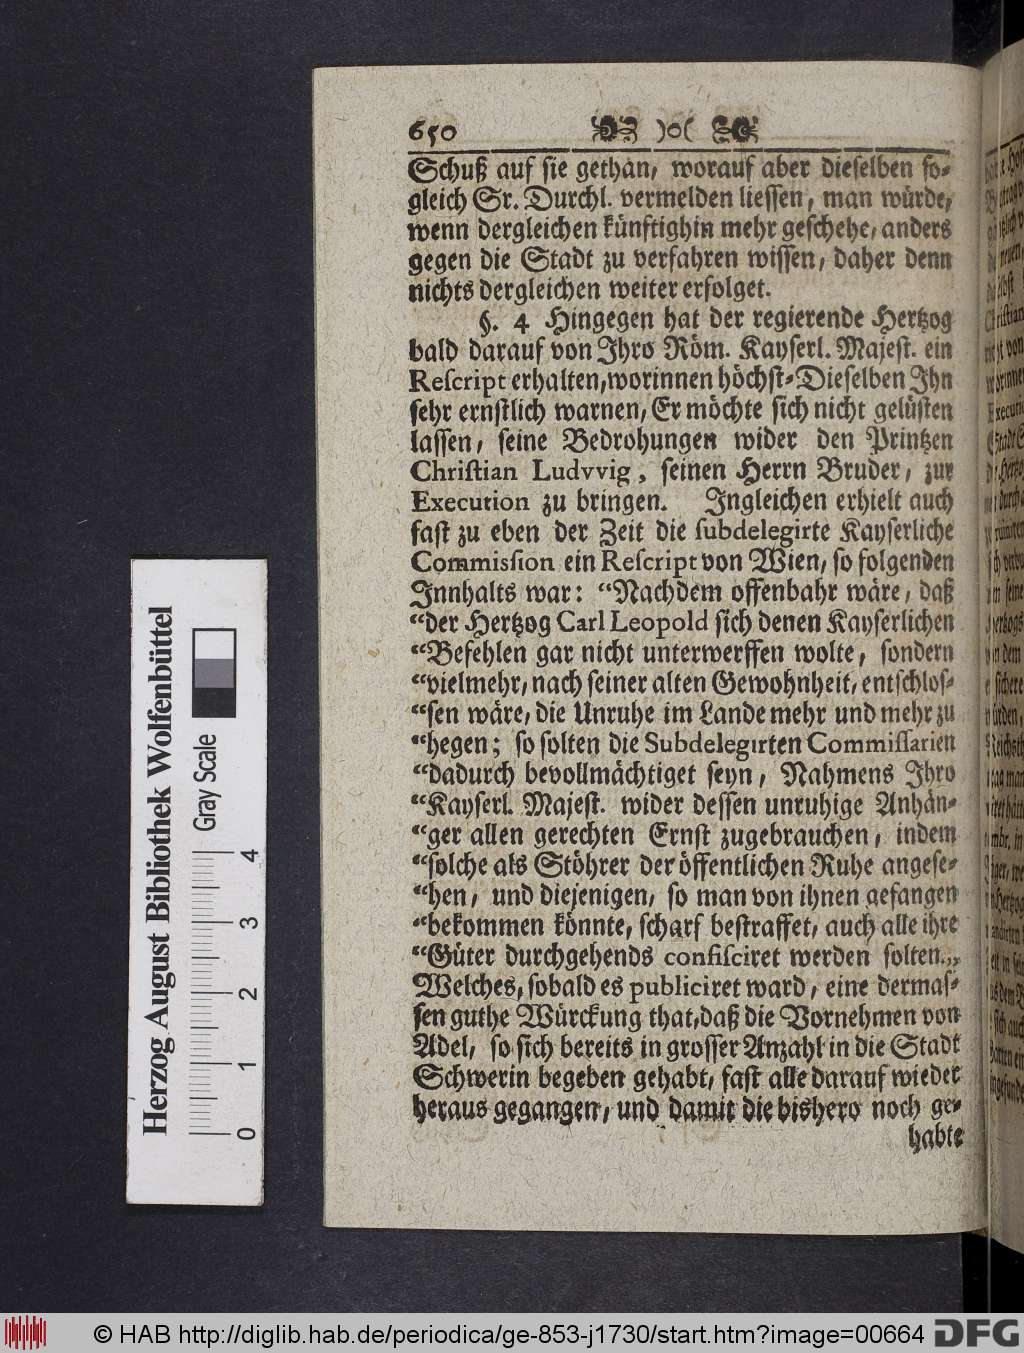 650 )o(
Schuß auf sie gethan, worauf aber dieselben so-
gleich Sr. Durchl. vermelden liessen, man würde,
wenn dergleichen künftighin mehr geschehe, anders
gegen die Stadt zu verfahren wissen, daher denn
nichts dergleichen weiter erfolget.
§. 4 Hingegen hat der regierende Hertzog
bald darauf von Ihro Röm. Kayserl. Majest. ein
Rescript erhalten, worinnen höchst-Dieselben Ihn
sehr ernstlich warnen, Er möchte sich nicht gelüsten
lassen, seine Bedrohungen wider den Printzen
Christian Ludvvig, seinen Herrn Bruder, zur
Execution zu bringen. Ingleichen erhielt auch
fast zu eben der Zeit die subdelegirte Kayserliche
Commission ein Rescript von Wien, so folgenden
Innhalts war: “Nachdem offenbahr wäre, daß
“der Hertzog Carl Leopold sich denen Kayserlichen
“Befehlen gar nicht unterwerffen wolte, sondern
“vielmehr, nach seiner alten Gewohnheit, entschlos-
“sen wäre, die Unruhe im Lande mehr und mehr zu
“hegen; so solten die Subdelegirten Commissarien
“dadurch bevollmächtiget seyn, Nahmens Ihro
“Kayserl. Majest. wider dessen unruhige Anhän-
“ger allen gerechten Ernst zugebrauchen, indem
“solche als Stöhrer der öffentlichen Ruhe angese-
“hen, und diejenigen, so man von ihnen gefangen
“bekommen könnte, scharf bestraffet, auch alle ihre
“Güter durchgehends confisciret werden solten.„
Welches, sobald es publiciret ward, eine dermas-
sen guthe Würckung that, daß die Vornehmen von
Adel, so sich bereits in grosser Anzahl in die Stadt
Schwerin begeben gehabt, fast alle darauf wieder
heraus gegangen, und damit die bishero noch ge-
habte
Herzog August Bibliothek Wolfenbüttel
Gray Scale
0 1 2 3 4
© HAB http://diglib.hab.de/periodica/ge-853-j1730/start.htm?image=00664 DFG